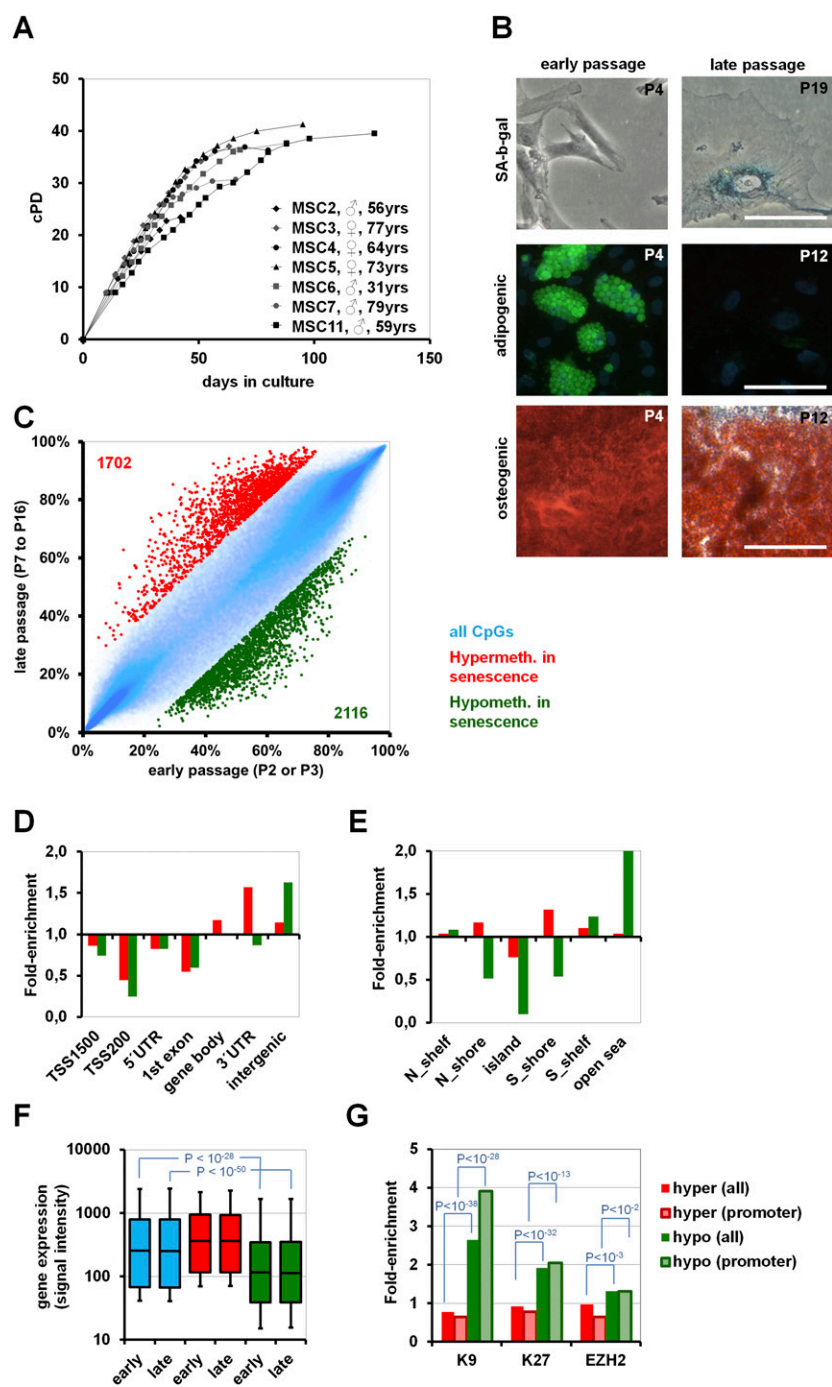 A
cPD
50
40
30
20
10
0
0 50 100 150
days in culture
MSC2, ♂, 56yrs
MSC3, ♀, 77yrs
MSC4, ♀, 64yrs
MSC5, ♀, 73yrs
MSC6, ♂, 31yrs
MSC7, ♂, 79yrs
MSC11, ♂, 59yrs
B
early passage late passage
SA-b-gal
P4 P19
adipogenic
P4 P12
osteogenic
P4 P12
C
late passage (P7 to P16)
100%
80%
60%
40%
20%
0%
1702
2116
0% 20% 40% 60% 80% 100%
early passage (P2 or P3)
all CpGs
Hypermeth. in
senescence
Hypometh. in
senescence
D
Fold-enrichment
2,0
1,0
0,5
0,0
TSS1500
TSS200
5´UTR
1st exon
gene body
3´UTR
intergenic
E
Fold-enrichment
2,0
1,0
0,5
0,0
N_shelf
N_shore
island
S_shore
S_shelf
open sea
F
gene expression
(signal intensity)
10000
1000
100
10
P < 10⁻²⁸
P < 10⁻⁵⁰
early
late
early
late
early
late
G
Fold-enrichment
5
4
3
2
1
0
P<10⁻²⁸
P<10⁻³⁸
P<10⁻¹³
P<10⁻³²
P<10⁻²
P<10⁻³
K9 K27 EZH2
hyper (all)
hyper (promoter)
hypo (all)
hypo (promoter)